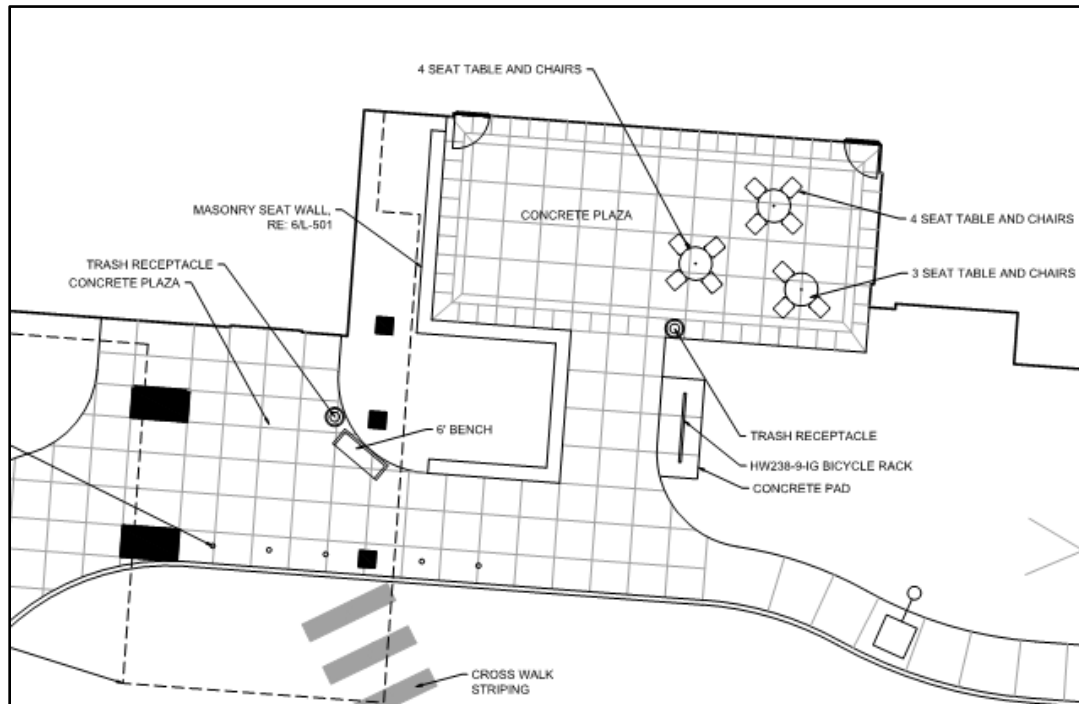 4 SEAT TABLE AND CHAIRS
MASONRY SEAT WALL,
RE: 6/L-501
CONCRETE PLAZA
4 SEAT TABLE AND CHAIRS
TRASH RECEPTACLE
CONCRETE PLAZA
3 SEAT TABLE AND CHAIRS
6' BENCH
TRASH RECEPTACLE
HW238-9-IG BICYCLE RACK
CONCRETE PAD
CROSS WALK
STRIPING